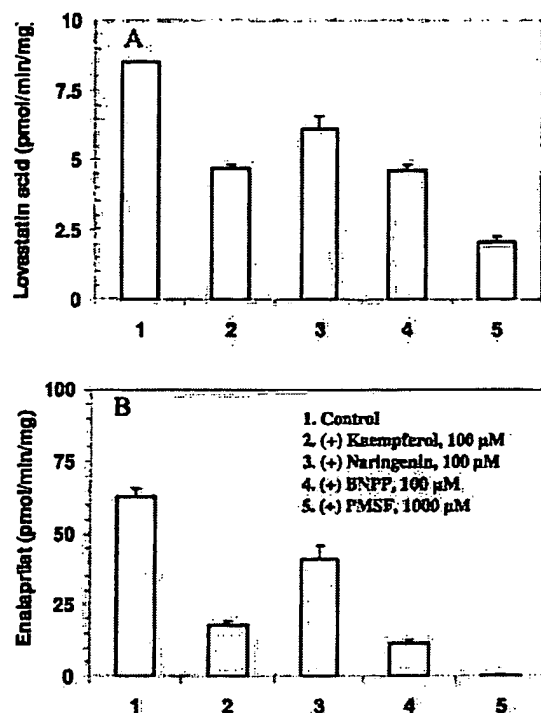 A
Lovastatin acid (pmol/min/mg)
10
7.5
5
2.5
0
1 2 3 4 5
B
Enalaprilat (pmol/min/mg)
100
75
50
25
0
1. Control
2. (+) Kaempferol, 100 µM
3. (+) Naringenin, 100 µM
4. (+) BNPP, 100 µM
5. (+) PMSF, 1000 µM
1 2 3 4 5